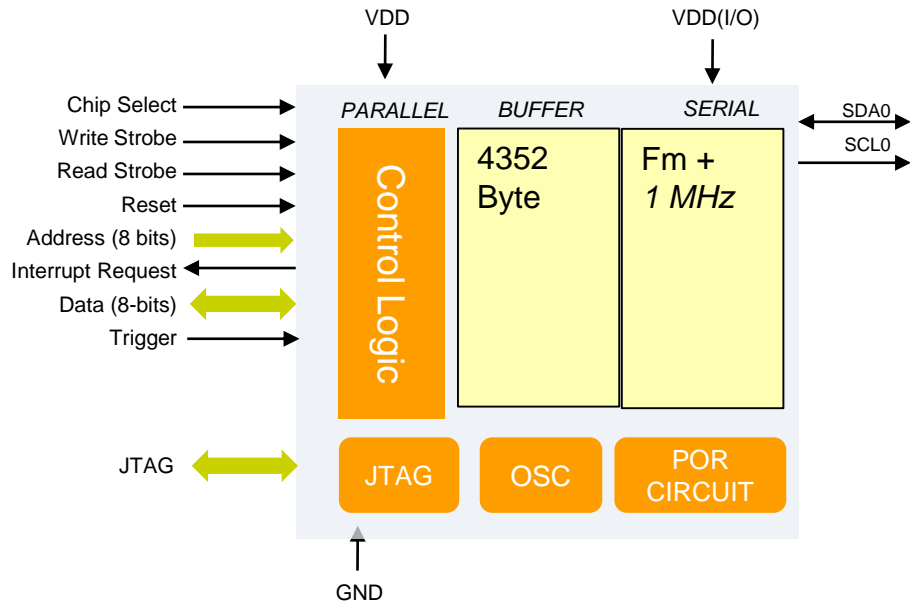 VDD
VDD(I/O)
Chip Select
Write Strobe
Read Strobe
Reset
Address (8 bits)
Interrupt Request
Data (8-bits)
Trigger
JTAG
PARALLEL
BUFFER
SERIAL
Control Logic
4352
Byte
Fm +
1 MHz
SDA0
SCL0
JTAG
OSC
POR
CIRCUIT
GND